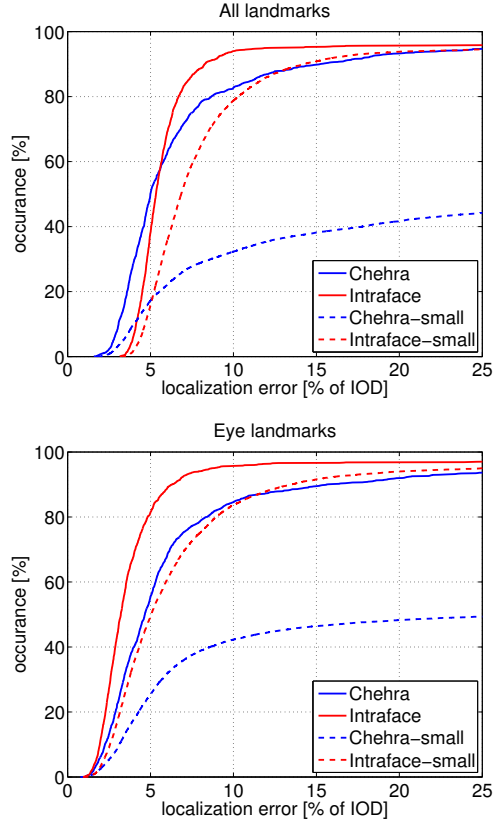 All landmarks
100
80
60
40
20
0
occurance [%]
Chehra
Intraface
Chehra-small
Intraface-small
0 5 10 15 20 25
localization error [% of IOD]
Eye landmarks
100
80
60
40
20
0
occurance [%]
Chehra
Intraface
Chehra-small
Intraface-small
0 5 10 15 20 25
localization error [% of IOD]